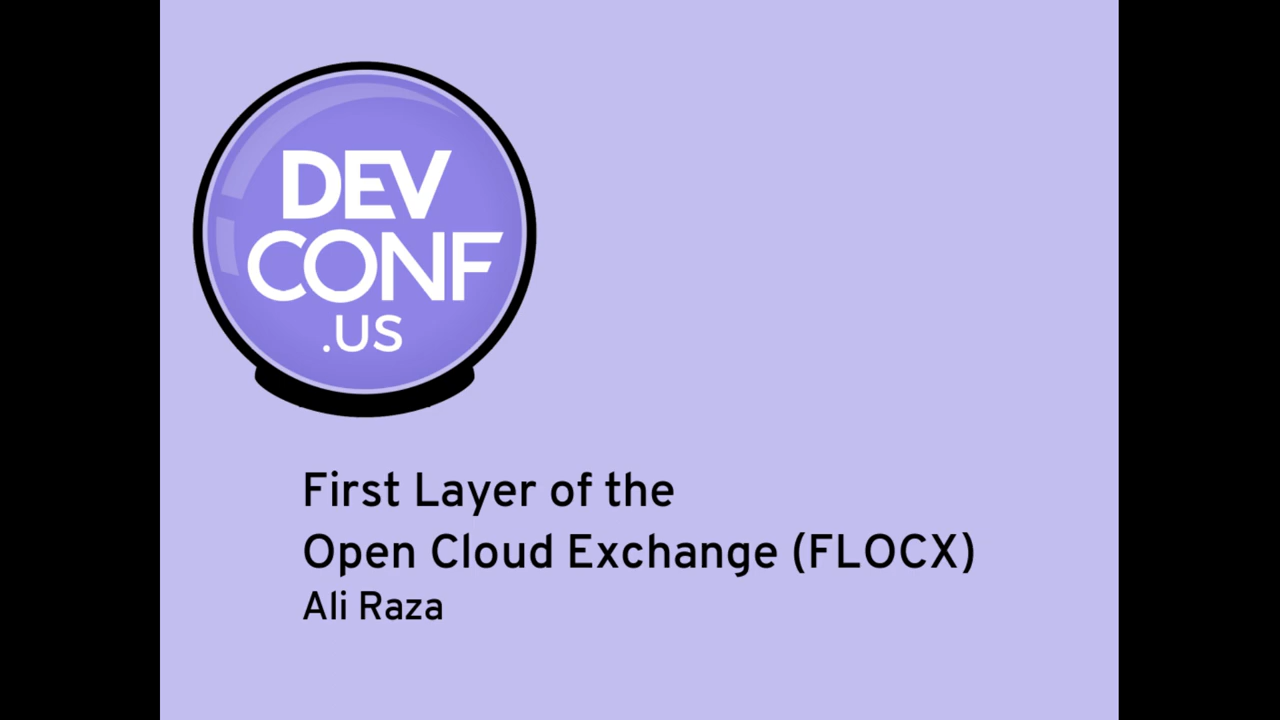 DEV
CONF
.US
First Layer of the
Open Cloud Exchange (FLOCX)
Ali Raza